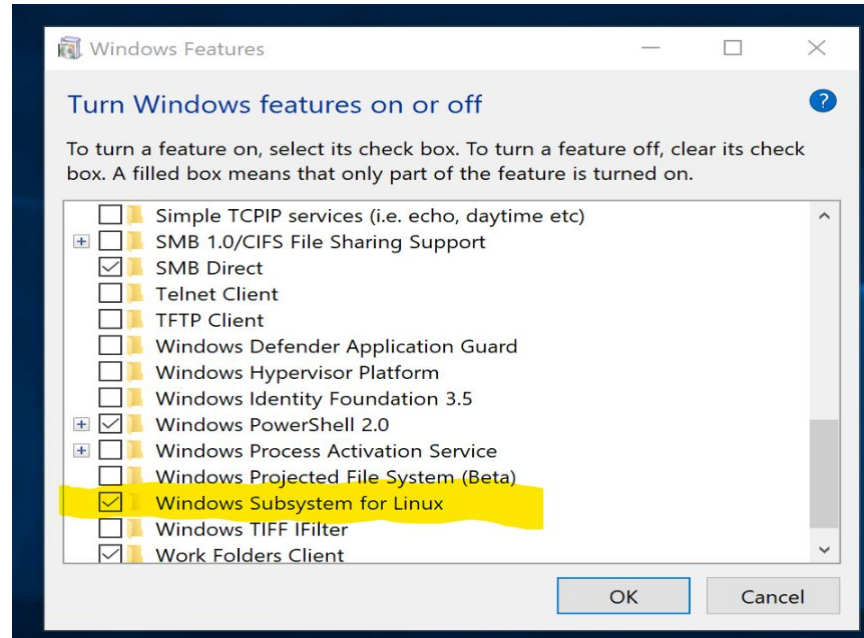 Windows Features
Turn Windows features on or off
To turn a feature on, select its check box. To turn a feature off, clear its check
box. A filled box means that only part of the feature is turned on.
Simple TCPIP services (i.e. echo, daytime etc)
SMB 1.0/CIFS File Sharing Support
SMB Direct
Telnet Client
TFTP Client
Windows Defender Application Guard
Windows Hypervisor Platform
Windows Identity Foundation 3.5
Windows PowerShell 2.0
Windows Process Activation Service
Windows Projected File System (Beta)
Windows Subsystem for Linux
Windows TIFF IFilter
Work Folders Client
OK Cancel